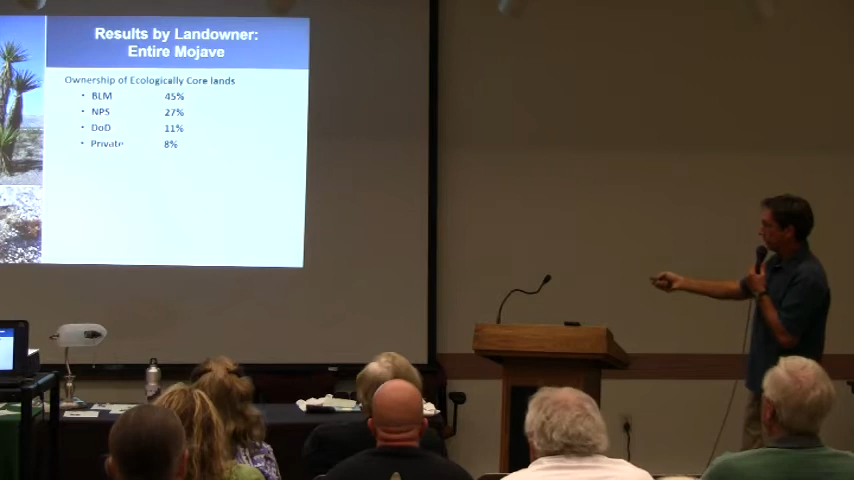 Results by Landowner:
Entire Mojave
Ownership of Ecologically Core lands
• BLM 45%
• NPS 27%
• DoD 11%
• Private 8%